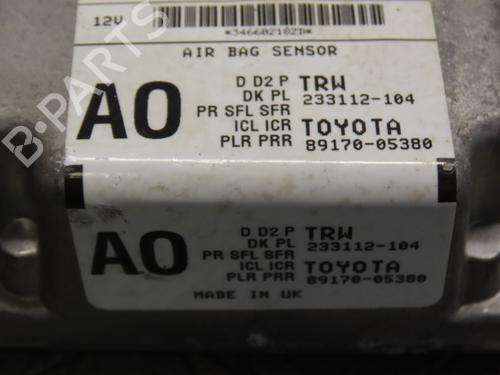 12V
*346602182D*
AIR BAG SENSOR
AO
D D2 P TRW
DK PL 233112-104
PR SFL SFR
ICL ICR TOYOTA
PLR PRR 89170-05380
AO
D D2 P TRW
DK PL 233112-104
PR SFL SFR
ICL ICR TOYOTA
PLR PRR 89170-05380
MADE IN UK
B-Parts